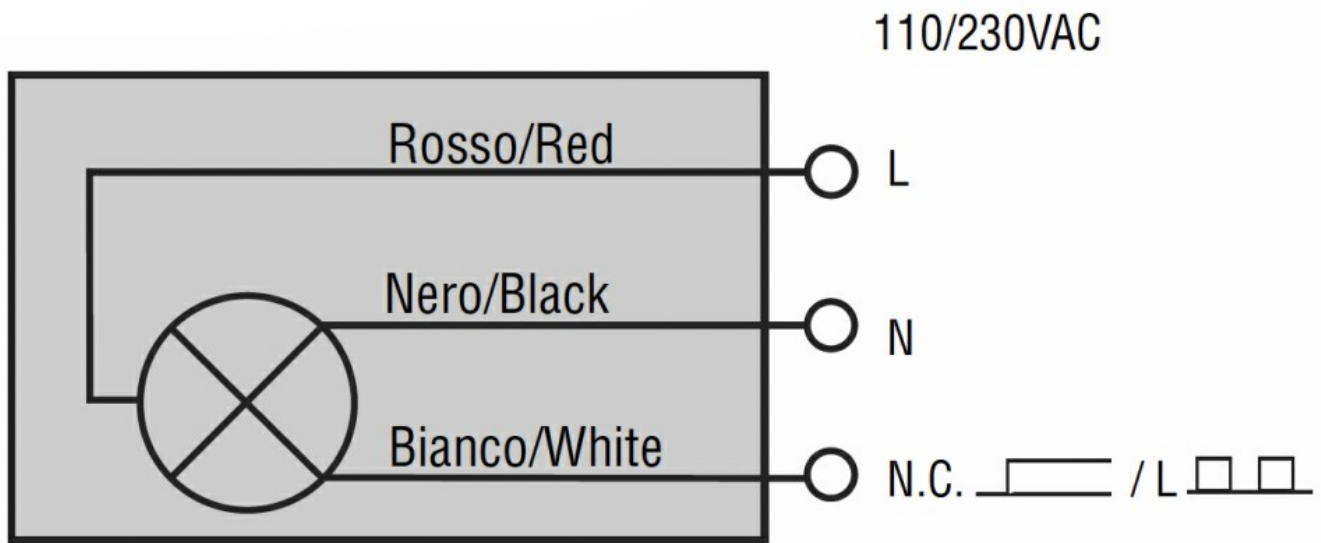 110/230VAC
Rosso/Red
L
Nero/Black
N
Bianco/White
N.C. / L